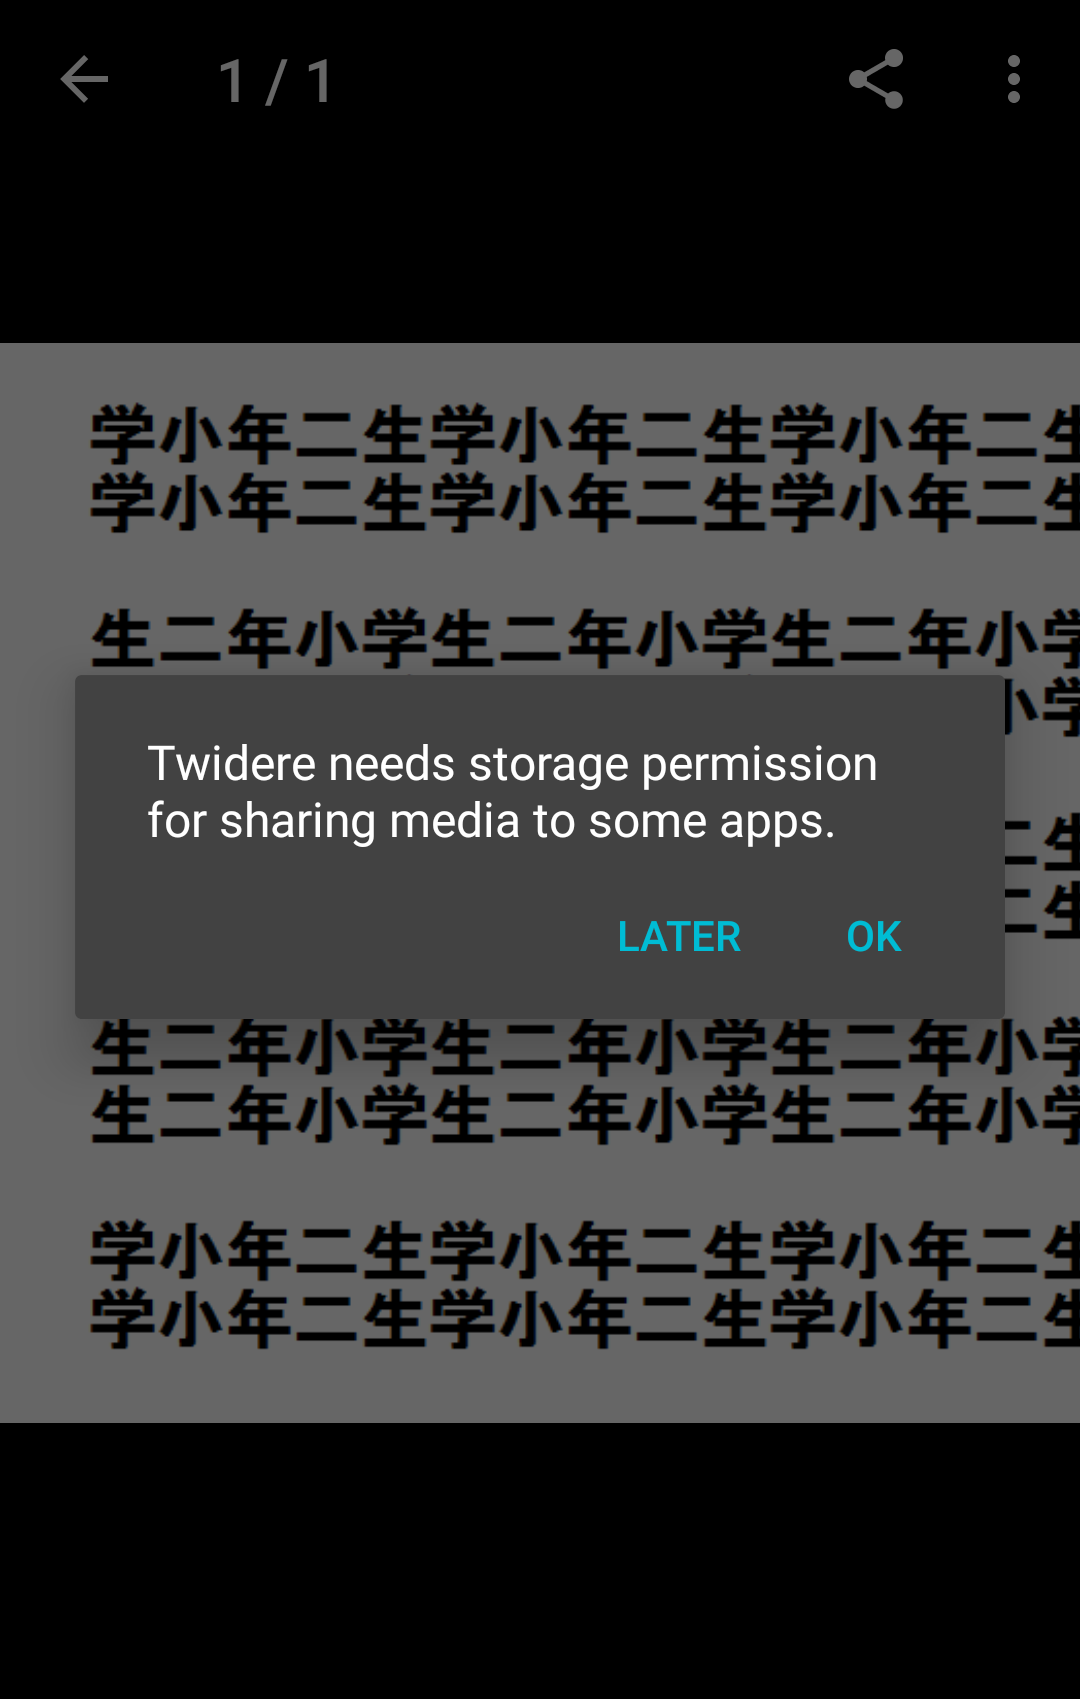 1 / 1
学小年二生学小年二生学小年二生
学小年二生学小年二生学小年二生
生二年小学生二年小学生二年小学
小学
Twidere needs storage permission
for sharing media to some apps.
二生
二生
LATER OK
生二年小学生二年小学生二年小学
生二年小学生二年小学生二年小学
学小年二生学小年二生学小年二生
学小年二生学小年二生学小年二生